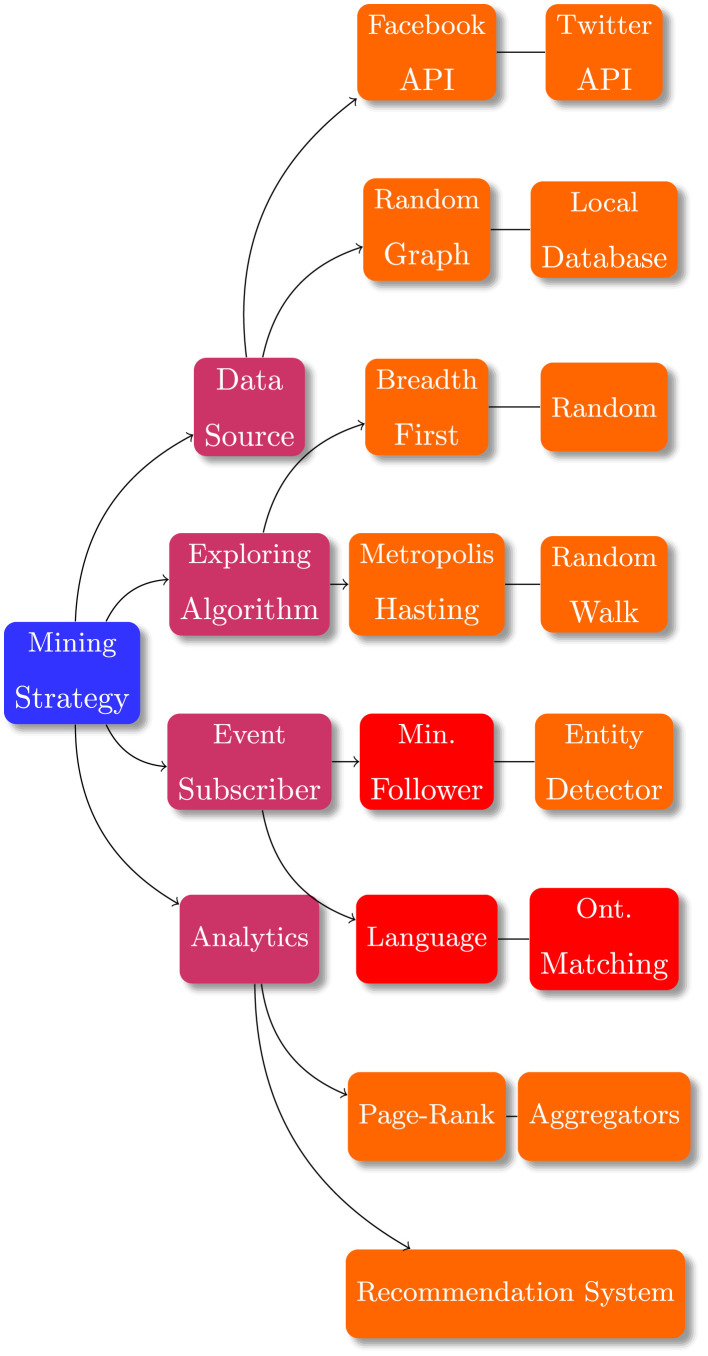 Facebook
API
Twitter
API
Random
Graph
Local
Database
Data
Source
Breadth
First
Random
Exploring
Algorithm
Metropolis
Hasting
Random
Walk
Mining
Strategy
Event
Subscriber
Min.
Follower
Entity
Detector
Analytics
Language
Ont.
Matching
Page-Rank
Aggregators
Recommendation System